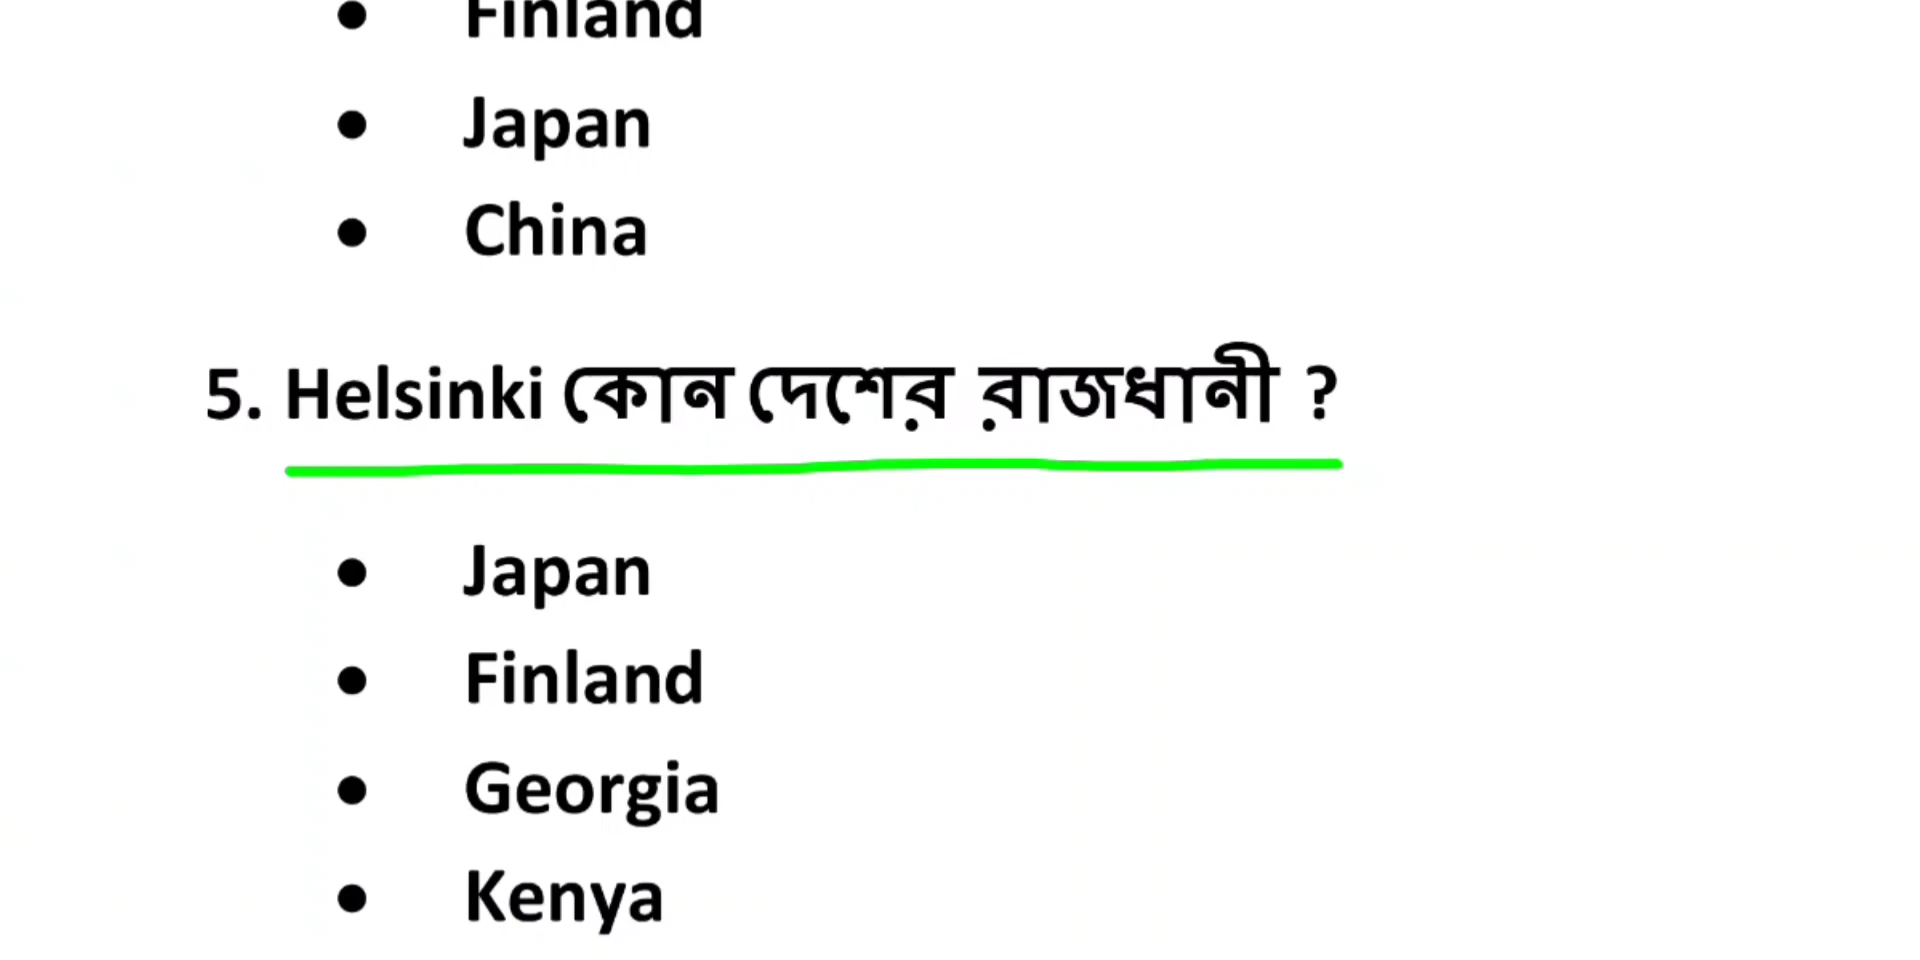 • Finland
• Japan
• China
5. Helsinki কোন দেশের রাজধানী ?
• Japan
• Finland
• Georgia
• Kenya